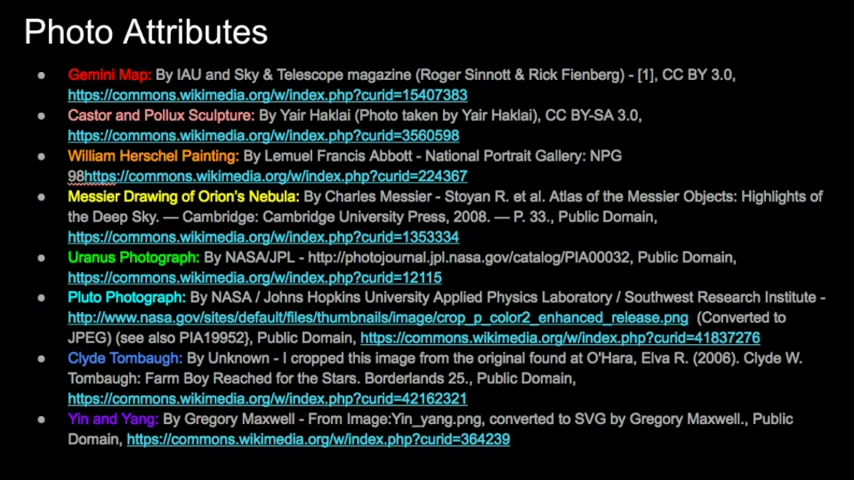 Photo Attributes
● Gemini Map: By IAU and Sky & Telescope magazine (Roger Sinnott & Rick Fienberg) - [1], CC BY 3.0,
https://commons.wikimedia.org/w/index.php?curid=15407383
● Castor and Pollux Sculpture: By Yair Haklai (Photo taken by Yair Haklai), CC BY-SA 3.0,
https://commons.wikimedia.org/w/index.php?curid=3560598
● William Herschel Painting: By Lemuel Francis Abbott - National Portrait Gallery: NPG
98https://commons.wikimedia.org/w/index.php?curid=224367
● Messier Drawing of Orion's Nebula: By Charles Messier - Stoyan R. et al. Atlas of the Messier Objects: Highlights of
the Deep Sky. — Cambridge: Cambridge University Press, 2008. — P. 33., Public Domain,
https://commons.wikimedia.org/w/index.php?curid=1353334
● Uranus Photograph: By NASA/JPL - http://photojournal.jpl.nasa.gov/catalog/PIA00032, Public Domain,
https://commons.wikimedia.org/w/index.php?curid=12115
● Pluto Photograph: By NASA / Johns Hopkins University Applied Physics Laboratory / Southwest Research Institute -
http://www.nasa.gov/sites/default/files/thumbnails/image/crop_p_color2_enhanced_release.png (Converted to
JPEG) (see also PIA19952}, Public Domain, https://commons.wikimedia.org/w/index.php?curid=41837276
● Clyde Tombaugh: By Unknown - I cropped this image from the original found at O'Hara, Elva R. (2006). Clyde W.
Tombaugh: Farm Boy Reached for the Stars. Borderlands 25., Public Domain,
https://commons.wikimedia.org/w/index.php?curid=42162321
● Yin and Yang: By Gregory Maxwell - From Image:Yin_yang.png, converted to SVG by Gregory Maxwell., Public
Domain, https://commons.wikimedia.org/w/index.php?curid=364239